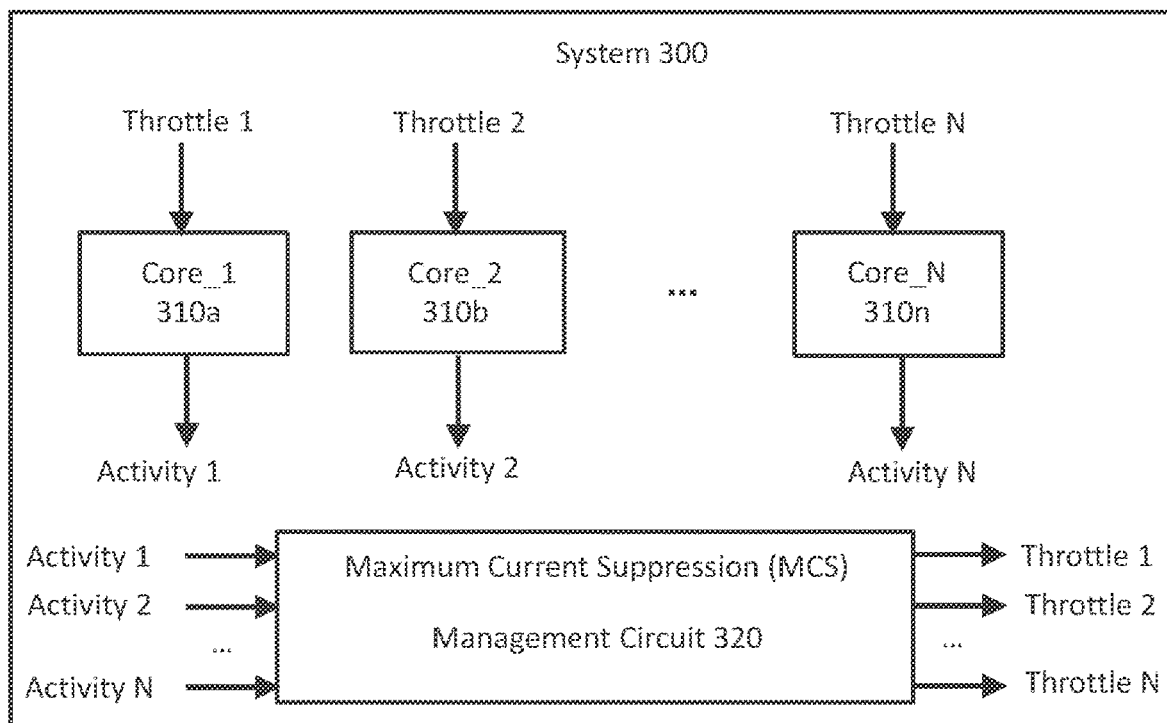 System 300
Throttle 1
Throttle 2
Throttle N
Core_1
310a
Core_2
310b
...
Core_N
310n
Activity 1
Activity 2
Activity N
Activity 1
Activity 2
...
Activity N
Maximum Current Suppression (MCS)
Management Circuit 320
Throttle 1
Throttle 2
...
Throttle N